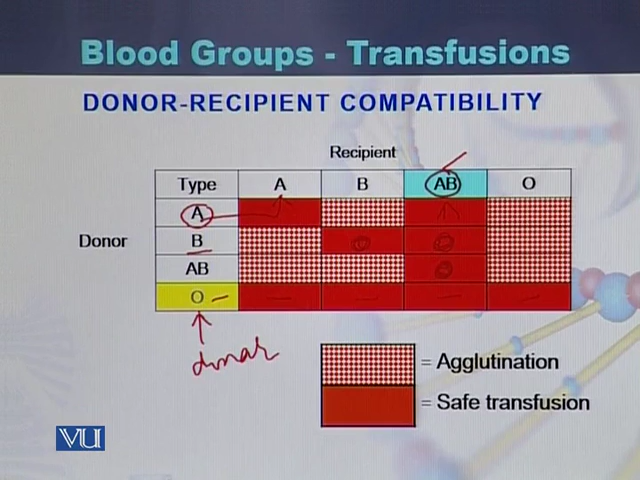 Blood Groups - Transfusions
DONOR-RECIPIENT COMPATIBILITY
Recipient
Type A B AB O
A
Donor
B
AB
O
donar
= Agglutination
= Safe transfusion
VU